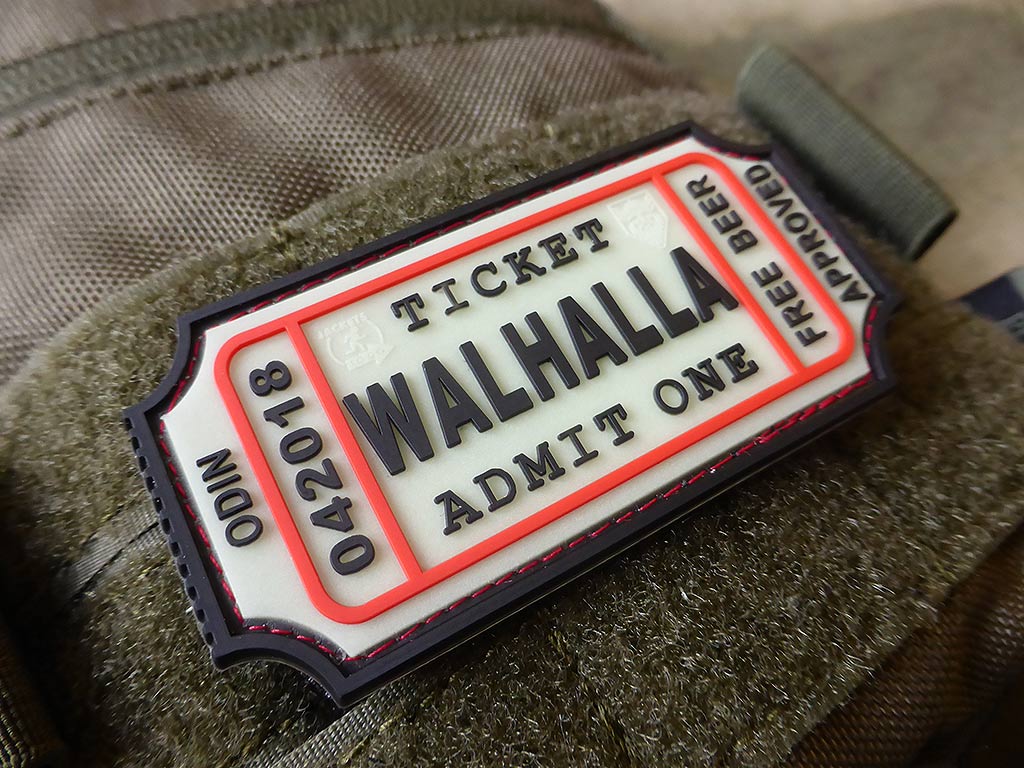 ODIN
042018
TICKET
WALHALLA
ADMIT ONE
FREE BEER
APPROVED